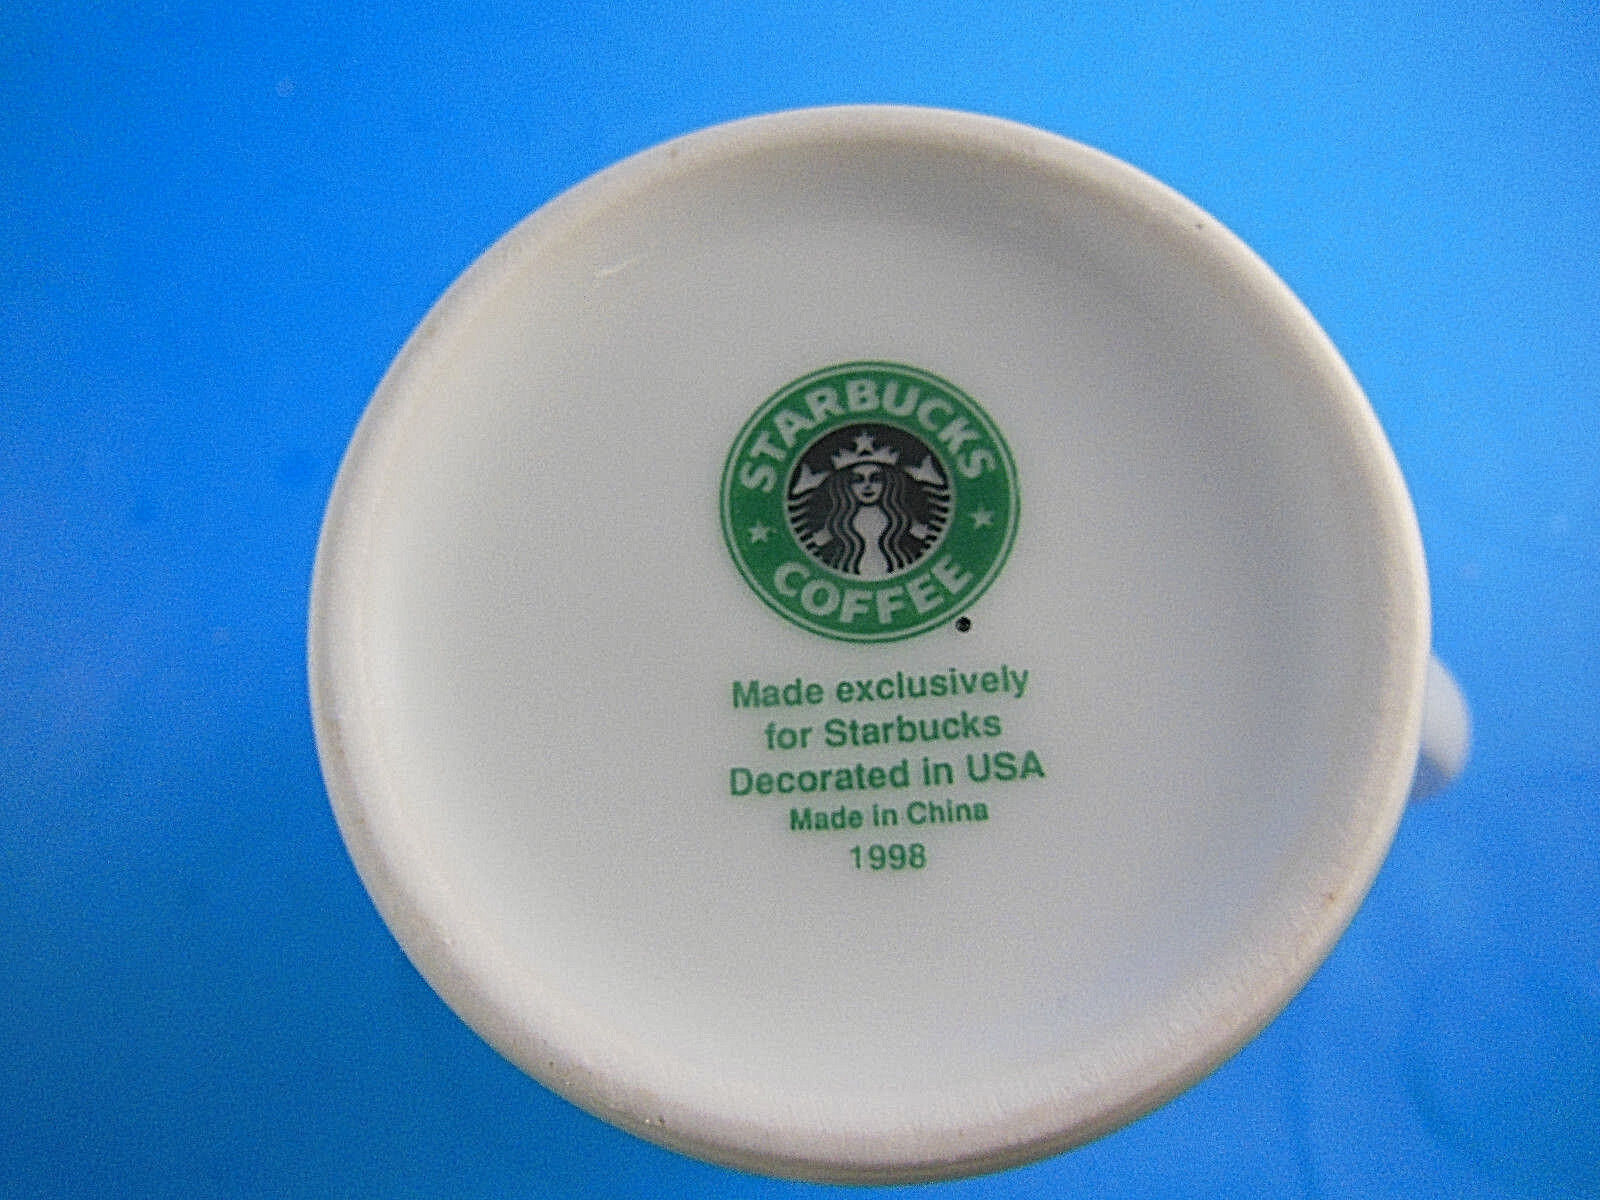 STARBUCKS
COFFEE
Made exclusively
for Starbucks
Decorated in USA
Made in China
1998